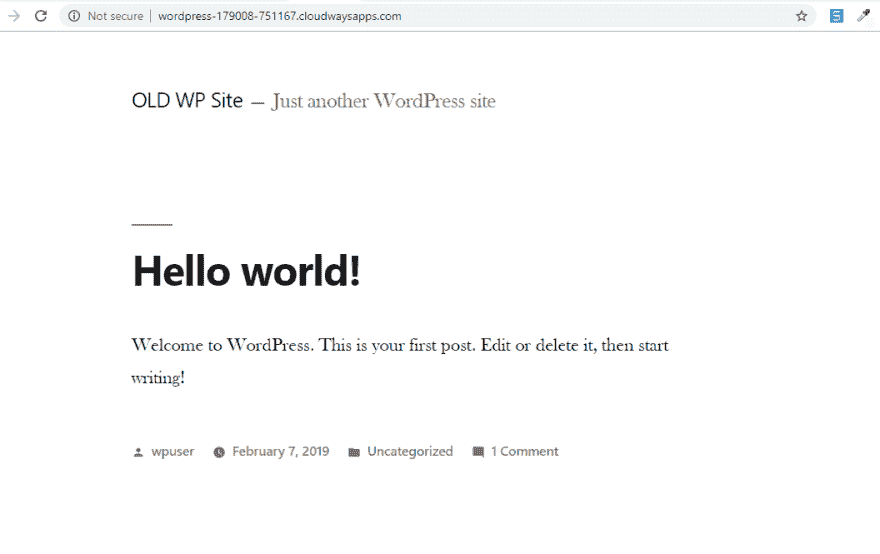 Not secure | wordpress-179008-751167.cloudwaysapps.com
OLD WP Site — Just another WordPress site
Hello world!
Welcome to WordPress. This is your first post. Edit or delete it, then start
writing!
wpuser February 7, 2019 Uncategorized 1 Comment